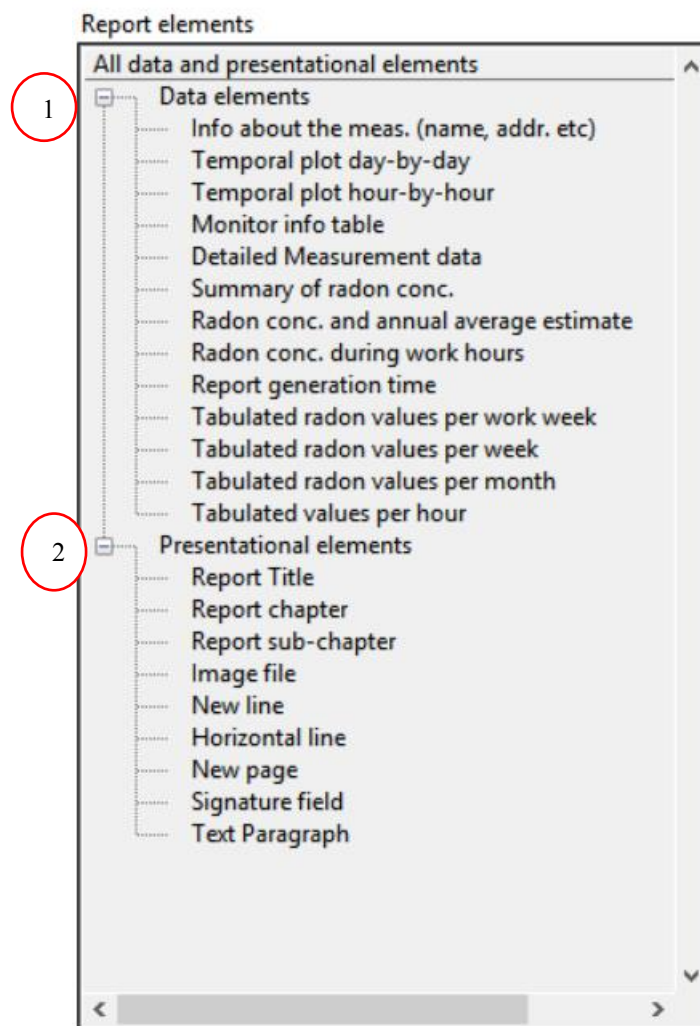 Report elements
All data and presentational elements
1
Data elements
Info about the meas. (name, addr. etc)
Temporal plot day-by-day
Temporal plot hour-by-hour
Monitor info table
Detailed Measurement data
Summary of radon conc.
Radon conc. and annual average estimate
Radon conc. during work hours
Report generation time
Tabulated radon values per work week
Tabulated radon values per week
Tabulated radon values per month
Tabulated values per hour
2
Presentational elements
Report Title
Report chapter
Report sub-chapter
Image file
New line
Horizontal line
New page
Signature field
Text Paragraph